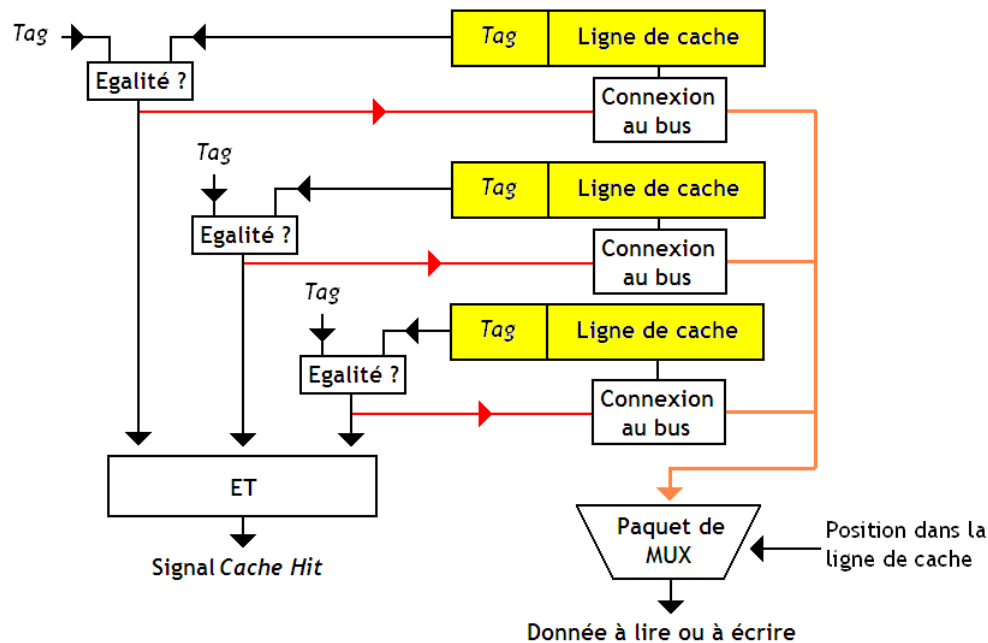 Tag
Tag
Ligne de cache
Egalité ?
Connexion
au bus
Tag
Tag
Ligne de cache
Egalité ?
Connexion
au bus
Tag
Tag
Ligne de cache
Egalité ?
Connexion
au bus
ET
Signal Cache Hit
Paquet de
MUX
Position dans la
ligne de cache
Donnée à lire ou à écrire